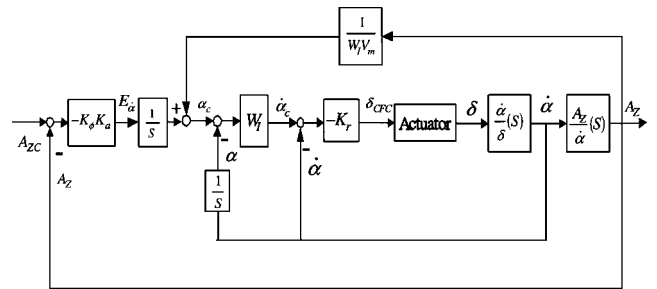 1
W_I V_m
A_ZC
-
A_Z
-K_ϕ K_a
E_α̇
1
S
+
α_c
-
α
W_I
α̇_c
-
α̇
-K_r
δ_CFC
Actuator
δ
α̇
δ
(S)
α̇
A_Z
α̇
(S)
A_Z
1
S